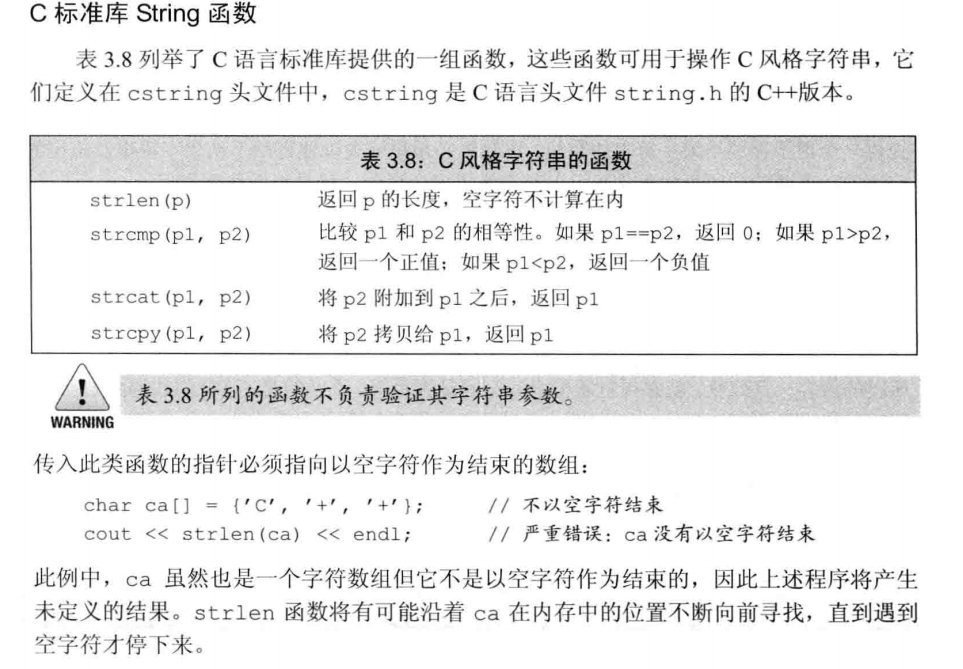 C 标准库 String 函数
表 3.8 列举了 C 语言标准库提供的一组函数，这些函数可用于操作 C 风格字符串，它
们定义在 cstring 头文件中，cstring 是 C 语言头文件 string.h 的 C++版本。
表 3.8：C 风格字符串的函数
strlen(p) 返回 p 的长度，空字符不计算在内
strcmp(p1, p2) 比较 p1 和 p2 的相等性。如果 p1==p2，返回 0；如果 p1>p2，
返回一个正值；如果 p1<p2，返回一个负值
strcat(p1, p2) 将 p2 附加到 p1 之后，返回 p1
strcpy(p1, p2) 将 p2 拷贝给 p1，返回 p1
!
WARNING
表 3.8 所列的函数不负责验证其字符串参数。
传入此类函数的指针必须指向以空字符作为结束的数组：
char ca[] = {'C', '+', '+'}; // 不以空字符结束
cout << strlen(ca) << endl; // 严重错误：ca 没有以空字符结束
此例中，ca 虽然也是一个字符数组但它不是以空字符作为结束的，因此上述程序将产生
未定义的结果。strlen 函数将有可能沿着 ca 在内存中的位置不断向前寻找，直到遇到
空字符才停下来。